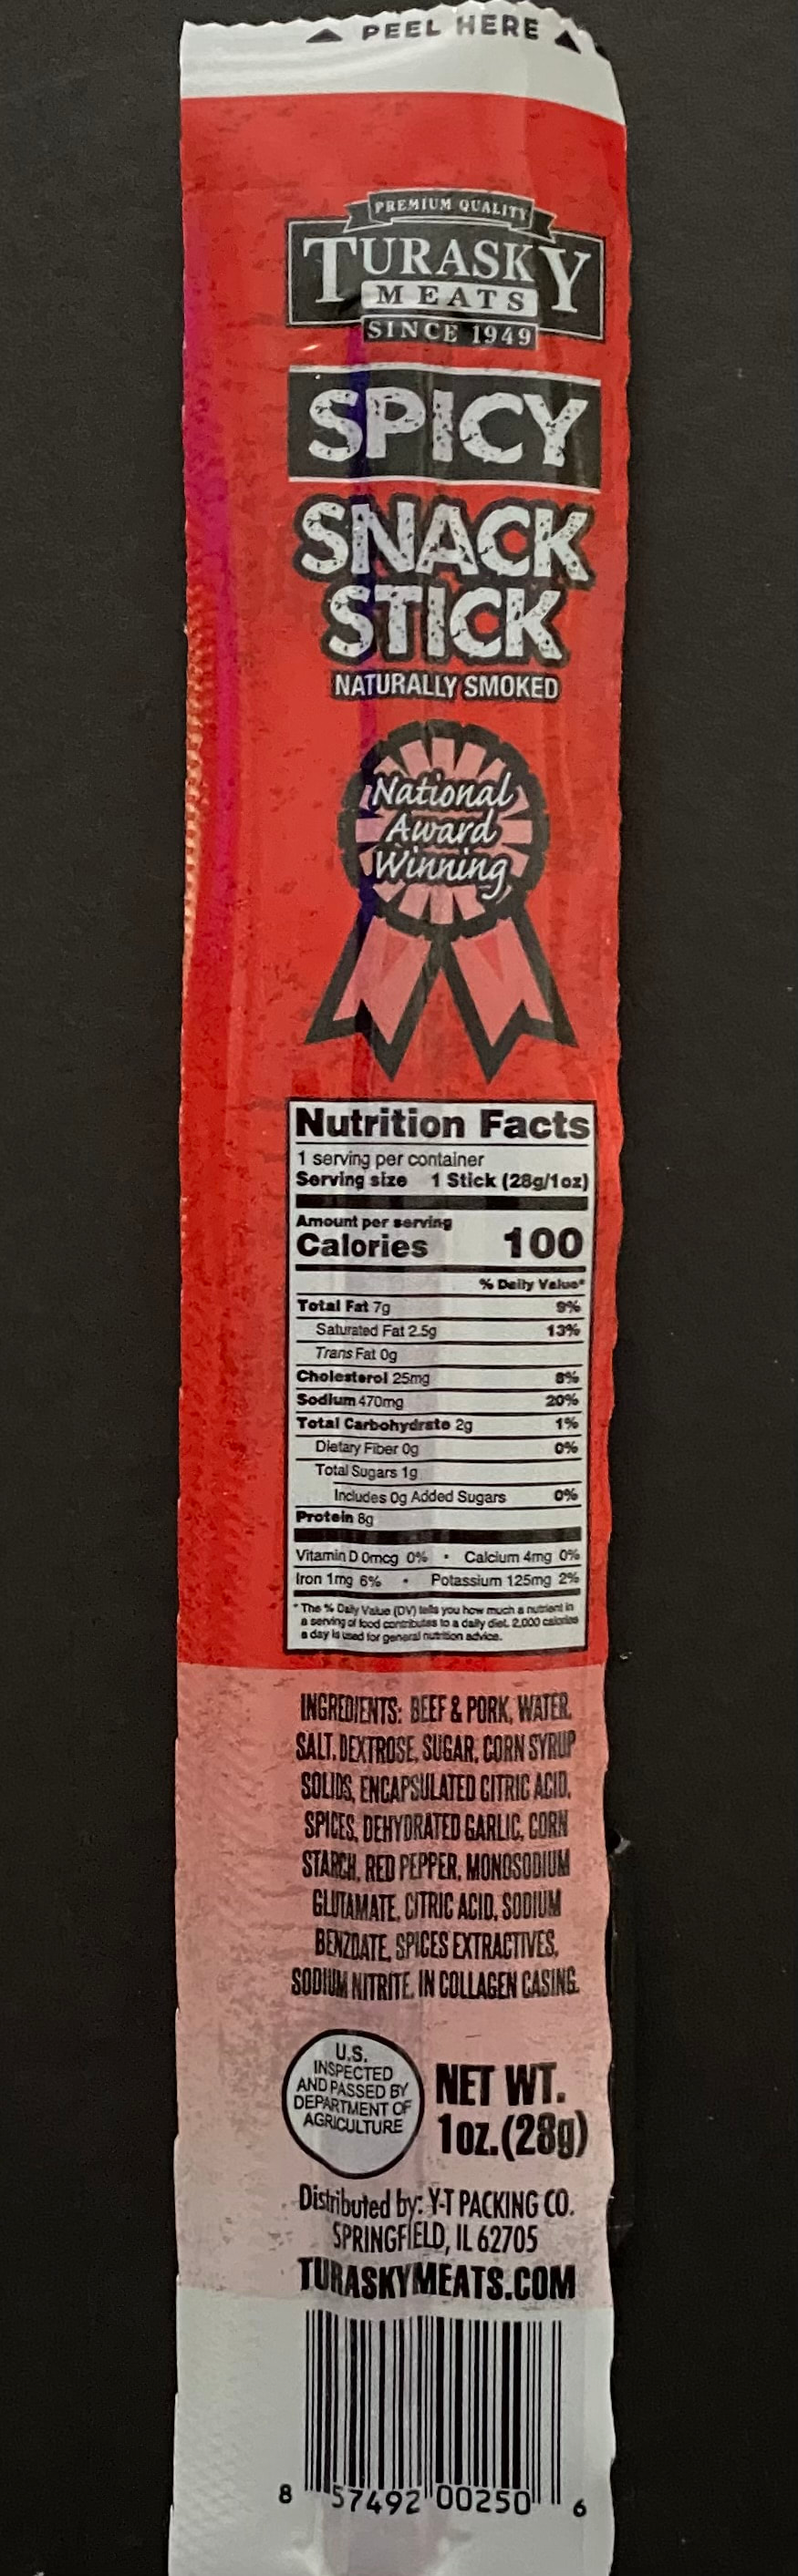 ▲ PEEL HERE ▲
PREMIUM QUALITY
TURASKY
MEATS
SINCE 1949
SPICY
SNACK
STICK
NATURALLY SMOKED
National
Award
Winning
Nutrition Facts
1 serving per container
Serving size 1 Stick (28g/1oz)
Amount per serving
Calories 100
% Daily Value*
Total Fat 7g 9%
Saturated Fat 2.5g 13%
Trans Fat 0g
Cholesterol 25mg 8%
Sodium 470mg 20%
Total Carbohydrate 2g 1%
Dietary Fiber 0g 0%
Total Sugars 1g
Includes 0g Added Sugars 0%
Protein 8g
Vitamin D 0mcg 0% • Calcium 4mg 0%
Iron 1mg 6% • Potassium 125mg 2%
* The % Daily Value (DV) tells you how much a nutrient in
a serving of food contributes to a daily diet. 2,000 calories
a day is used for general nutrition advice.
INGREDIENTS: BEEF & PORK, WATER,
SALT, DEXTROSE, SUGAR, CORN SYRUP
SOLIDS, ENCAPSULATED CITRIC ACID,
SPICES, DEHYDRATED GARLIC, CORN
STARCH, RED PEPPER, MONOSODIUM
GLUTAMATE, CITRIC ACID, SODIUM
BENZOATE, SPICES EXTRACTIVES,
SODIUM NITRITE. IN COLLAGEN CASING.
U.S.
INSPECTED
AND PASSED BY
DEPARTMENT OF
AGRICULTURE
NET WT.
1oz.(28g)
Distributed by: Y-T PACKING CO.
SPRINGFIELD, IL 62705
TURASKYMEATS.COM
8 57492 00250 6